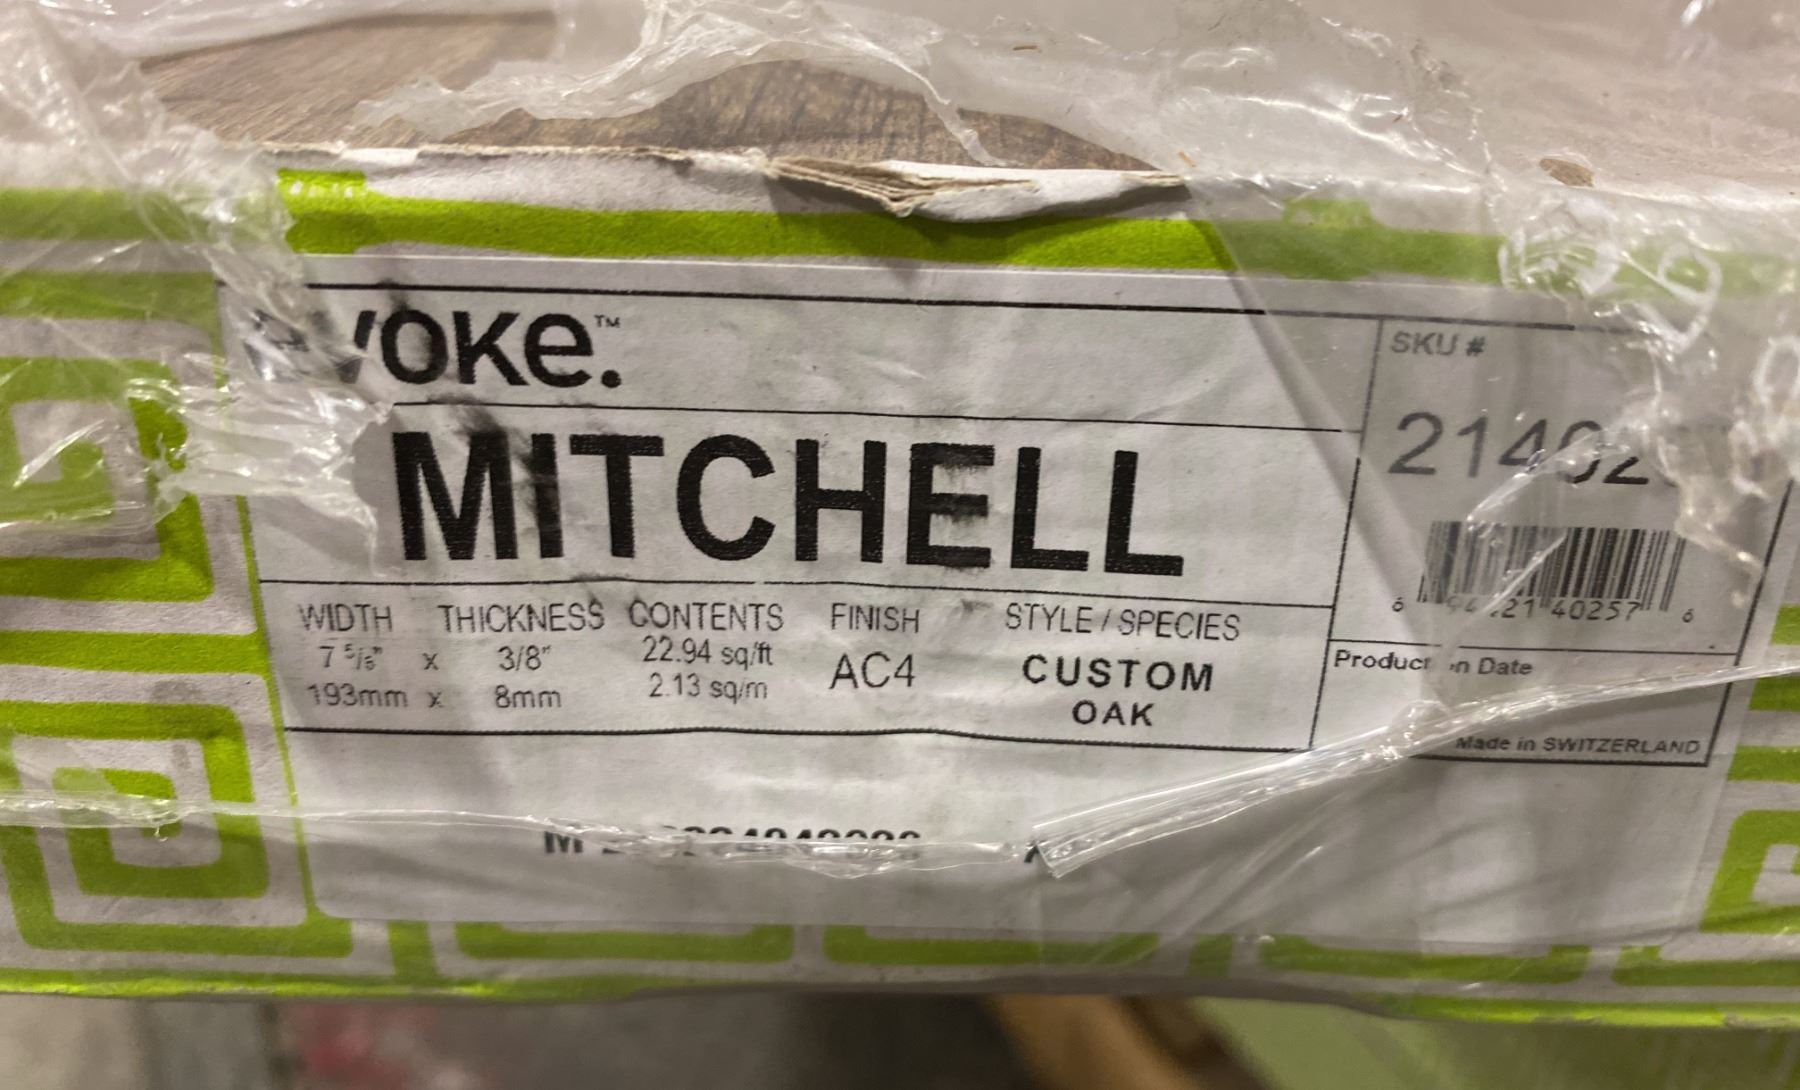 voke.™
MITCHELL
WIDTH THICKNESS CONTENTS FINISH STYLE / SPECIES
7 5/8" x 3/8" 22.94 sq/ft AC4 CUSTOM
193mm x 8mm 2.13 sq/m OAK
SKU #
Date
Made in SWITZERLAND